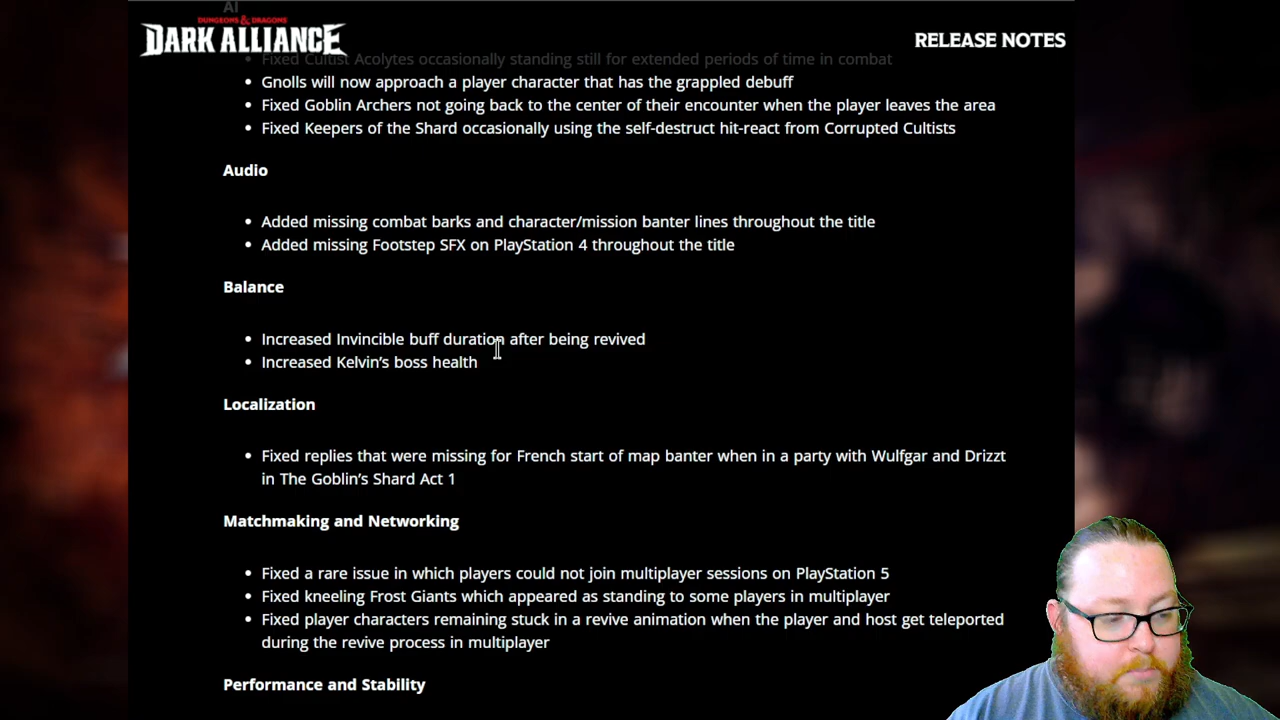 AI
DUNGEONS & DRAGONS
DARK ALLIANCE
RELEASE NOTES
Fixed Cultist Acolytes occasionally standing still for extended periods of time in combat
• Gnolls will now approach a player character that has the grappled debuff
• Fixed Goblin Archers not going back to the center of their encounter when the player leaves the area
• Fixed Keepers of the Shard occasionally using the self-destruct hit-react from Corrupted Cultists
Audio
• Added missing combat barks and character/mission banter lines throughout the title
• Added missing Footstep SFX on PlayStation 4 throughout the title
Balance
• Increased Invincible buff duration after being revived
• Increased Kelvin’s boss health
Localization
• Fixed replies that were missing for French start of map banter when in a party with Wulfgar and Drizzt
in The Goblin’s Shard Act 1
Matchmaking and Networking
• Fixed a rare issue in which players could not join multiplayer sessions on PlayStation 5
• Fixed kneeling Frost Giants which appeared as standing to some players in multiplayer
• Fixed player characters remaining stuck in a revive animation when the player and host get teleported
during the revive process in multiplayer
Performance and Stability